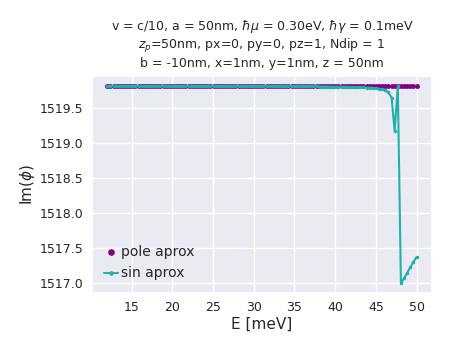 v = c/10, a = 50nm, ℏμ = 0.30eV, ℏγ = 0.1meV
zₚ=50nm, px=0, py=0, pz=1, Ndip = 1
b = -10nm, x=1nm, y=1nm, z = 50nm
1519.5
1519.0
1518.5
1518.0
1517.5
1517.0
Im(ϕ)
pole aprox
sin aprox
15 20 25 30 35 40 45 50
E [meV]